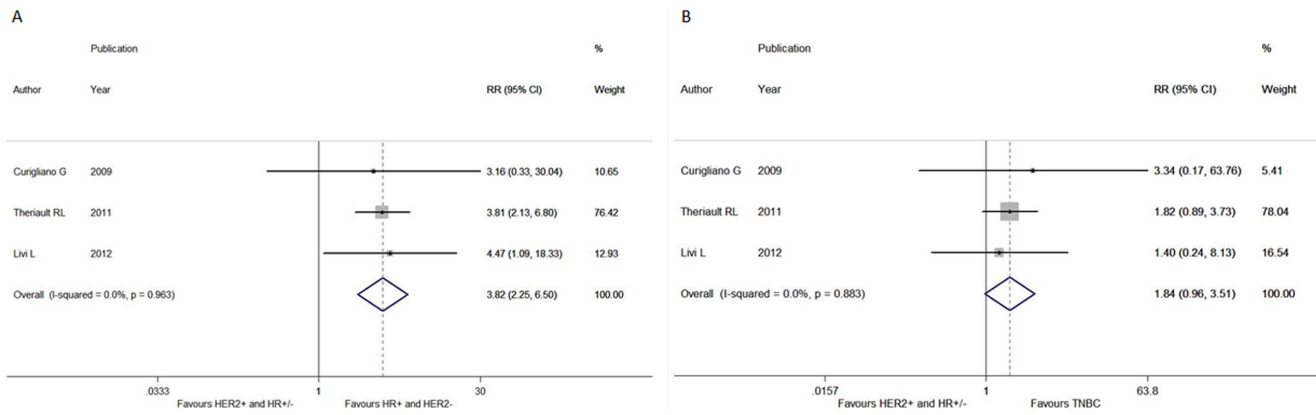 A
Publication %
Author Year RR (95% CI) Weight
Curigliano G 2009 3.16 (0.33, 30.04) 10.65
Theriault RL 2011 3.81 (2.13, 6.80) 76.42
Livi L 2012 4.47 (1.09, 18.33) 12.93
Overall (I-squared = 0.0%, p = 0.963) 3.82 (2.25, 6.50) 100.00
.0333 1 30
Favours HER2+ and HR+/- Favours HR+ and HER2-
B
Publication %
Author Year RR (95% CI) Weight
Curigliano G 2009 3.34 (0.17, 63.76) 5.41
Theriault RL 2011 1.82 (0.89, 3.73) 78.04
Livi L 2012 1.40 (0.24, 8.13) 16.54
Overall (I-squared = 0.0%, p = 0.883) 1.84 (0.96, 3.51) 100.00
.0157 1 63.8
Favours HER2+ and HR+/- Favours TNBC